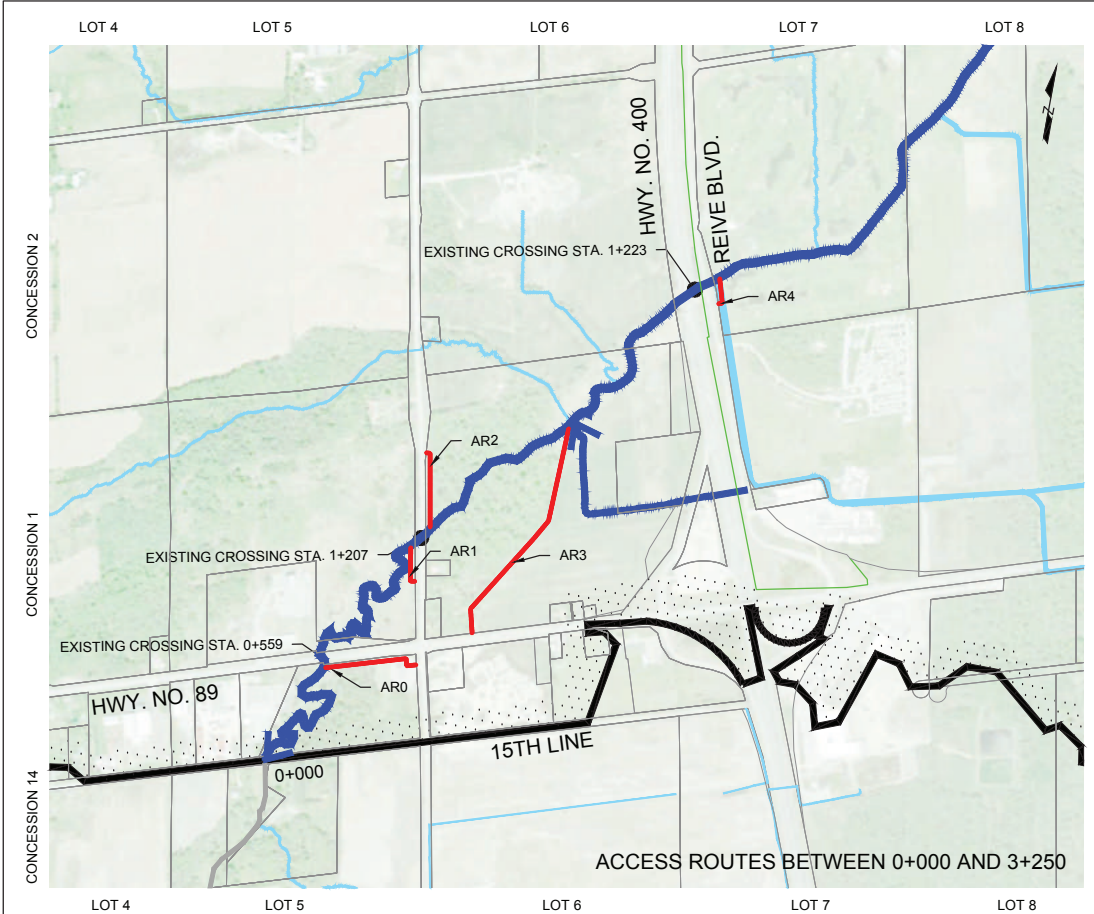 LOT 4
LOT 5
LOT 6
LOT 7
LOT 8
N
HWY. NO. 400
REIVE BLVD.
CONCESSION 2
EXISTING CROSSING STA. 1+223
AR4
AR2
CONCESSION 1
EXISTING CROSSING STA. 1+207
AR1
AR3
EXISTING CROSSING STA. 0+559
AR0
HWY. NO. 89
15TH LINE
0+000
CONCESSION 14
ACCESS ROUTES BETWEEN 0+000 AND 3+250
LOT 4
LOT 5
LOT 6
LOT 7
LOT 8